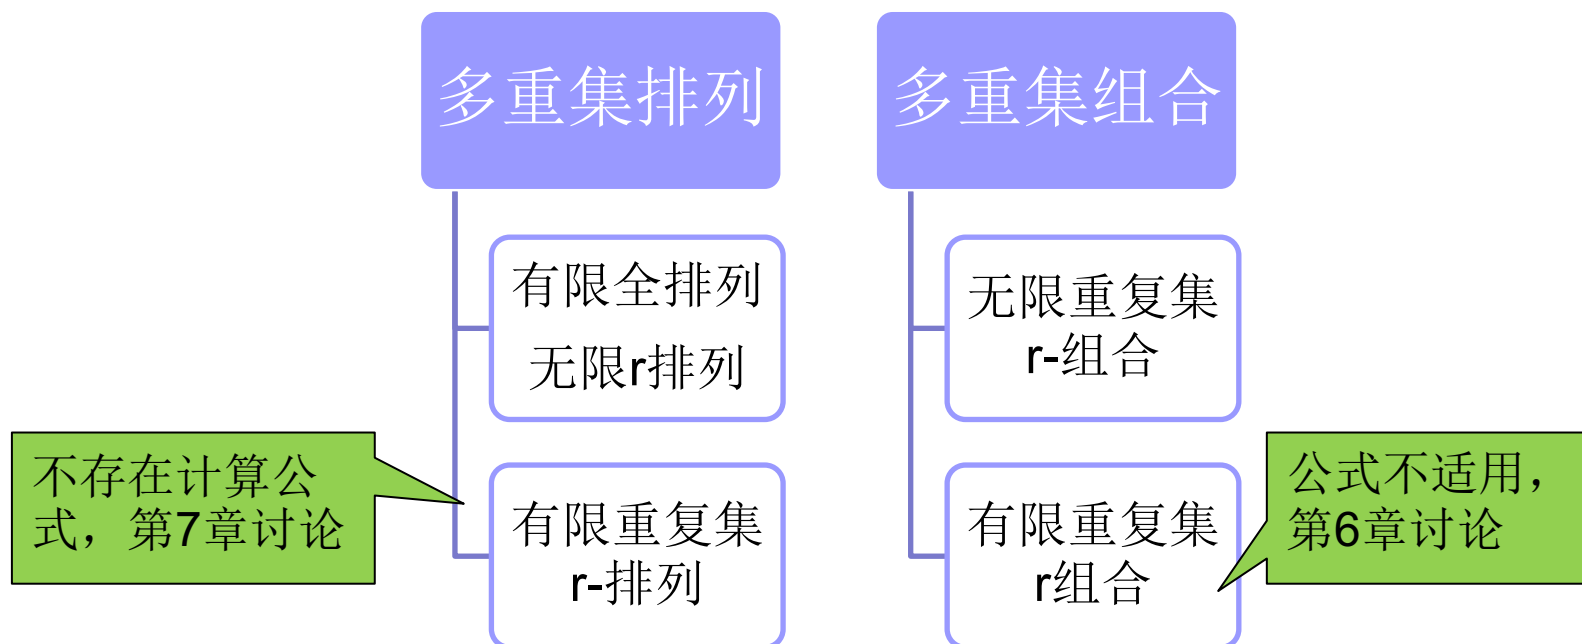 多重集排列
多重集组合
有限全排列
无限r排列
无限重复集
r-组合
不存在计算公
式，第7章讨论
有限重复集
r-排列
有限重复集
r组合
公式不适用，
第6章讨论